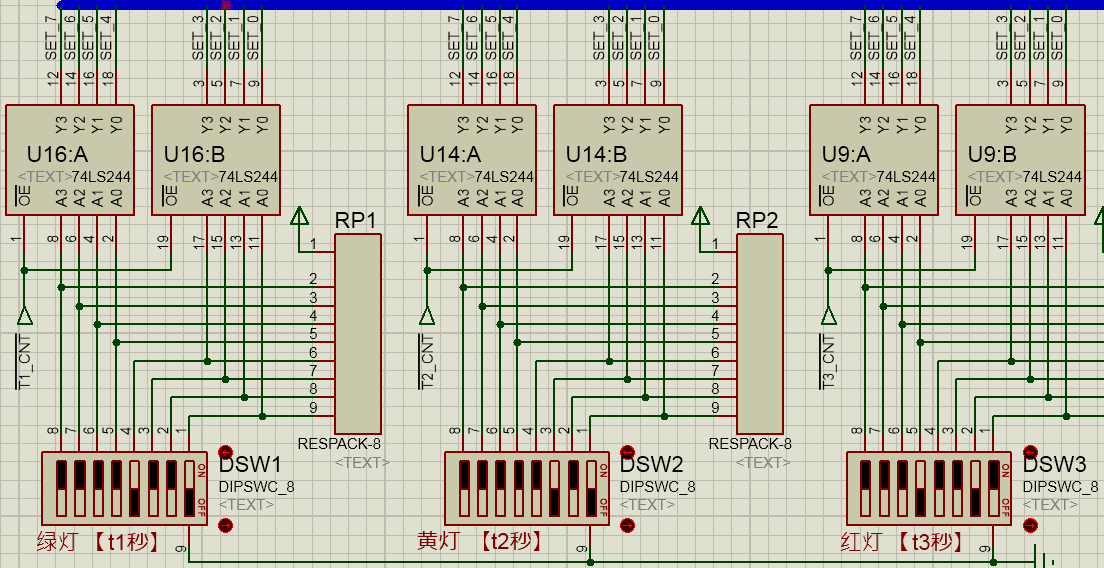 SET_7 SET_6 SET_5 SET_4 SET_3 SET_2 SET_1 SET_0 SET_7 SET_6 SET_5 SET_4 SET_3 SET_2 SET_1 SET_0 SET_7 SET_6 SET_5 SET_4 SET_3 SET_2 SET_1 SET_0
12 14 16 18 3 5 7 9 12 14 16 18 3 5 7 9 12 14 16 18 3 5 7 9
Y3 Y2 Y1 Y0 Y3 Y2 Y1 Y0 Y3 Y2 Y1 Y0 Y3 Y2 Y1 Y0 Y3 Y2 Y1 Y0 Y3 Y2 Y1 Y0
U16:A U16:B U14:A U14:B U9:A U9:B
<TEXT>74LS244 <TEXT>74LS244 <TEXT>74LS244 <TEXT>74LS244 <TEXT>74LS244 <TEXT>74LS244
OE A3 A2 A1 A0 OE A3 A2 A1 A0 OE A3 A2 A1 A0 OE A3 A2 A1 A0 OE A3 A2 A1 A0 OE A3 A2 A1 A0
RP1 RP2
1 8 6 4 2 19 17 15 13 11 1 1 8 6 4 2 19 17 15 13 11 1 1 8 6 4 2 19 17 15 13 11
2 2
3 3
4 4
5 5
6 6
7 7
8 8
9 9
T1_CNT T2_CNT T3_CNT
8 7 6 5 4 3 2 1 8 7 6 5 4 3 2 1 8 7 6 5 4 3 2 1
RESPACK-8 RESPACK-8
<TEXT> <TEXT>
ON DSW1 ON DSW2 ON DSW3
DIPSWC_8 DIPSWC_8 DIPSWC_8
OFF <TEXT> OFF <TEXT> OFF <TEXT>
绿灯【t1秒】 黄灯【t2秒】 红灯【t3秒】
9 9 9